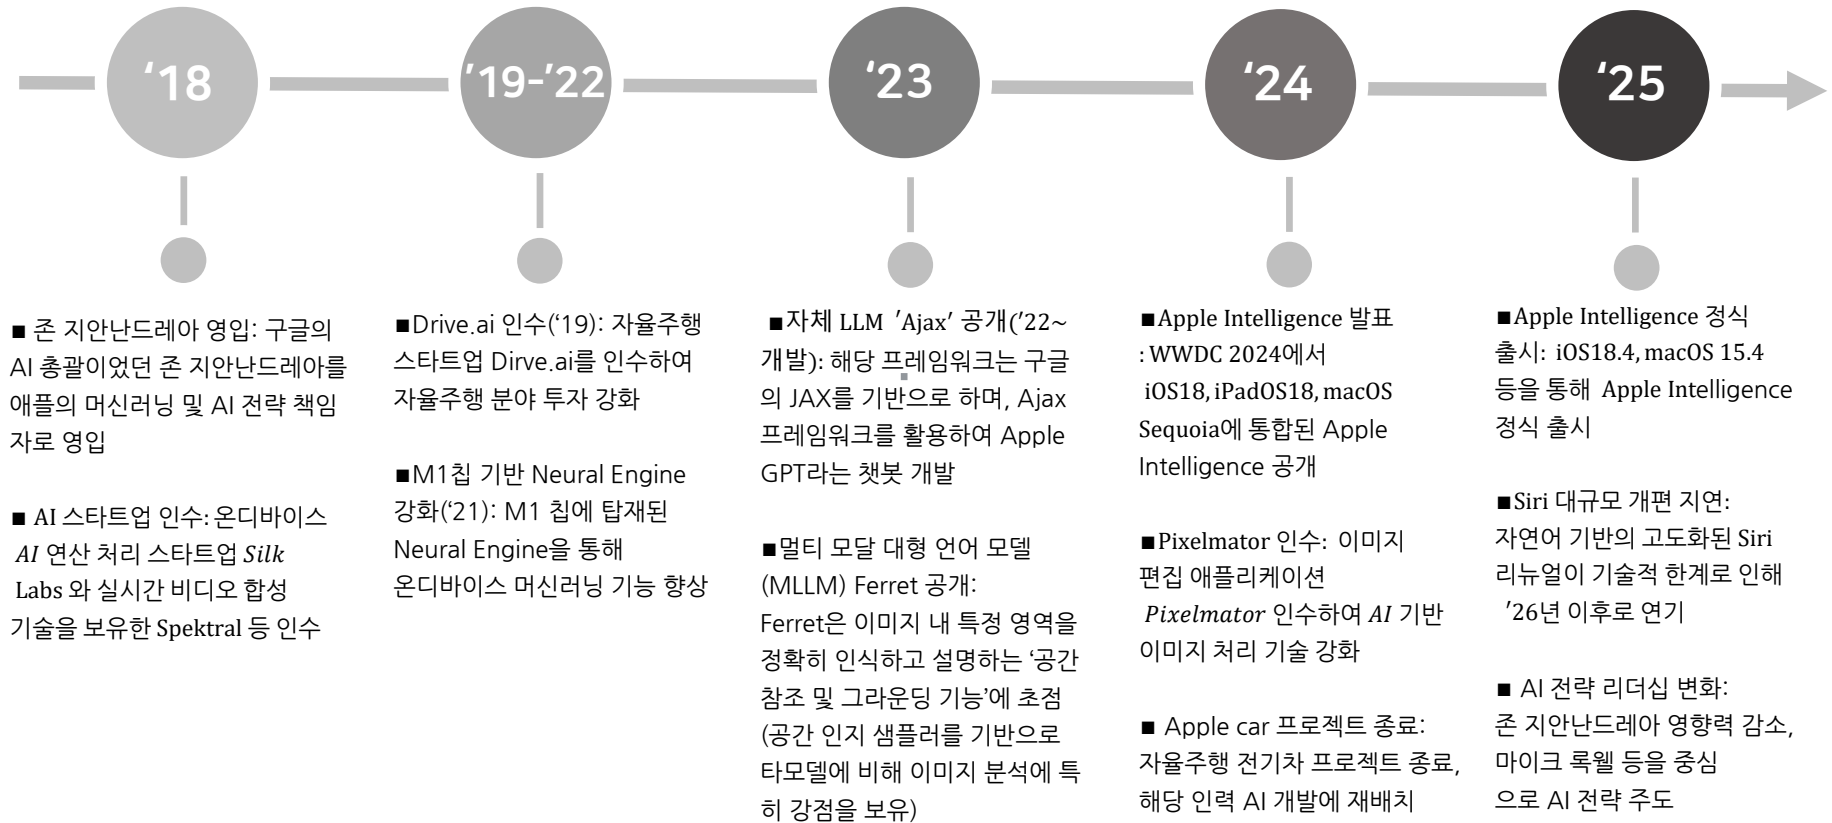 ‘18
’19-’22
‘23
‘24
‘25
■ 존 지안난드레아 영입: 구글의
AI 총괄이었던 존 지안난드레아를
애플의 머신러닝 및 AI 전략 책임
자로 영입
■ AI 스타트업 인수: 온디바이스
AI 연산 처리 스타트업 Silk
Labs 와 실시간 비디오 합성
기술을 보유한 Spektral 등 인수
■Drive.ai 인수(‘19): 자율주행
스타트업 Dirve.ai를 인수하여
자율주행 분야 투자 강화
■M1칩 기반 Neural Engine
강화(‘21): M1 칩에 탑재된
Neural Engine을 통해
온디바이스 머신러닝 기능 향상
■자체 LLM ’Ajax’ 공개(’22~
개발): 해당 프레임워크는 구글
의 JAX를 기반으로 하며, Ajax
프레임워크를 활용하여 Apple
GPT라는 챗봇 개발
■멀티 모달 대형 언어 모델
(MLLM) Ferret 공개:
Ferret은 이미지 내 특정 영역을
정확히 인식하고 설명하는 ‘공간
참조 및 그라운딩 기능’에 초점
(공간 인지 샘플러를 기반으로
타모델에 비해 이미지 분석에 특
히 강점을 보유)
■Apple Intelligence 발표
: WWDC 2024에서
iOS18, iPadOS18, macOS
Sequoia에 통합된 Apple
Intelligence 공개
■Pixelmator 인수: 이미지
편집 애플리케이션
Pixelmator 인수하여 AI 기반
이미지 처리 기술 강화
■ Apple car 프로젝트 종료:
자율주행 전기차 프로젝트 종료,
해당 인력 AI 개발에 재배치
■Apple Intelligence 정식
출시: iOS18.4, macOS 15.4
등을 통해 Apple Intelligence
정식 출시
■Siri 대규모 개편 지연:
자연어 기반의 고도화된 Siri
리뉴얼이 기술적 한계로 인해
’26년 이후로 연기
■ AI 전략 리더십 변화:
존 지안난드레아 영향력 감소,
마이크 록웰 등을 중심
으로 AI 전략 주도